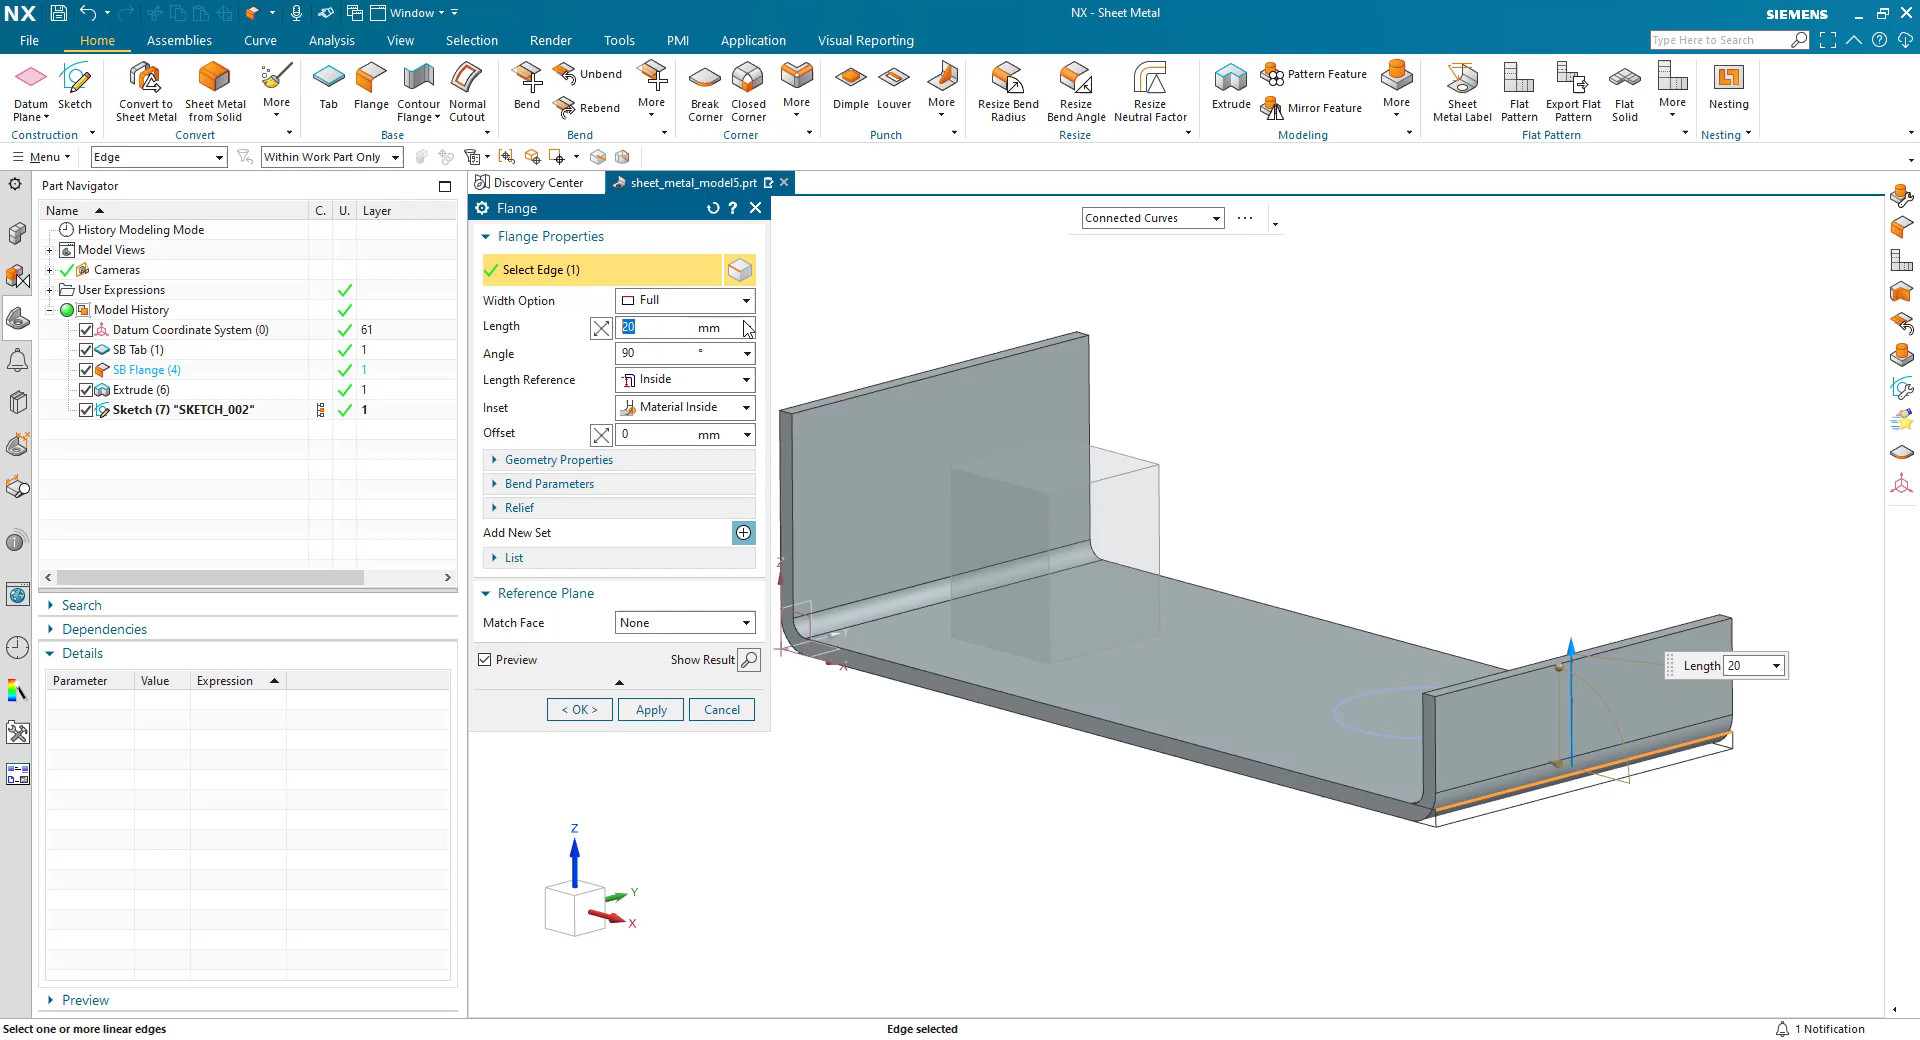 NX
Window
NX - Sheet Metal
SIEMENS
File
Home
Assemblies
Curve
Analysis
View
Selection
Render
Tools
PMI
Application
Visual Reporting
Type Here to Search
Datum Plane
Sketch
Construction
Convert to Sheet Metal
Sheet Metal from Solid
More
Convert
Tab
Flange
Contour Flange
Normal Cutout
Base
Bend
Unbend
Rebend
More
Bend
Break Corner
Closed Corner
More
Corner
Dimple
Louver
More
Punch
Resize Bend Radius
Resize Bend Angle
Resize Neutral Factor
Resize
Extrude
Pattern Feature
Mirror Feature
More
Modeling
Sheet Metal Label
Flat Pattern
Export Flat Pattern
Flat Solid
More
Flat Pattern
Nesting
Nesting
Menu
Edge
Within Work Part Only
Part Navigator
Name C. U. Layer
History Modeling Mode
Model Views
Cameras
User Expressions
Model History
Datum Coordinate System (0) 61
SB Tab (1) 1
SB Flange (4) 1
Extrude (6) 1
Sketch (7) "SKETCH_002" 1
Search
Dependencies
Details
Parameter Value Expression
Preview
Discovery Center
sheet_metal_model5.prt
Flange
Flange Properties
Select Edge (1)
Width Option Full
Length 20 mm
Angle 90 °
Length Reference Inside
Inset Material Inside
Offset 0 mm
Geometry Properties
Bend Parameters
Relief
Add New Set
List
Reference Plane
Match Face None
Preview Show Result
< OK > Apply Cancel
Connected Curves
Length 20
Z
Y
X
Z
Y
X
Select one or more linear edges
Edge selected
1 Notification